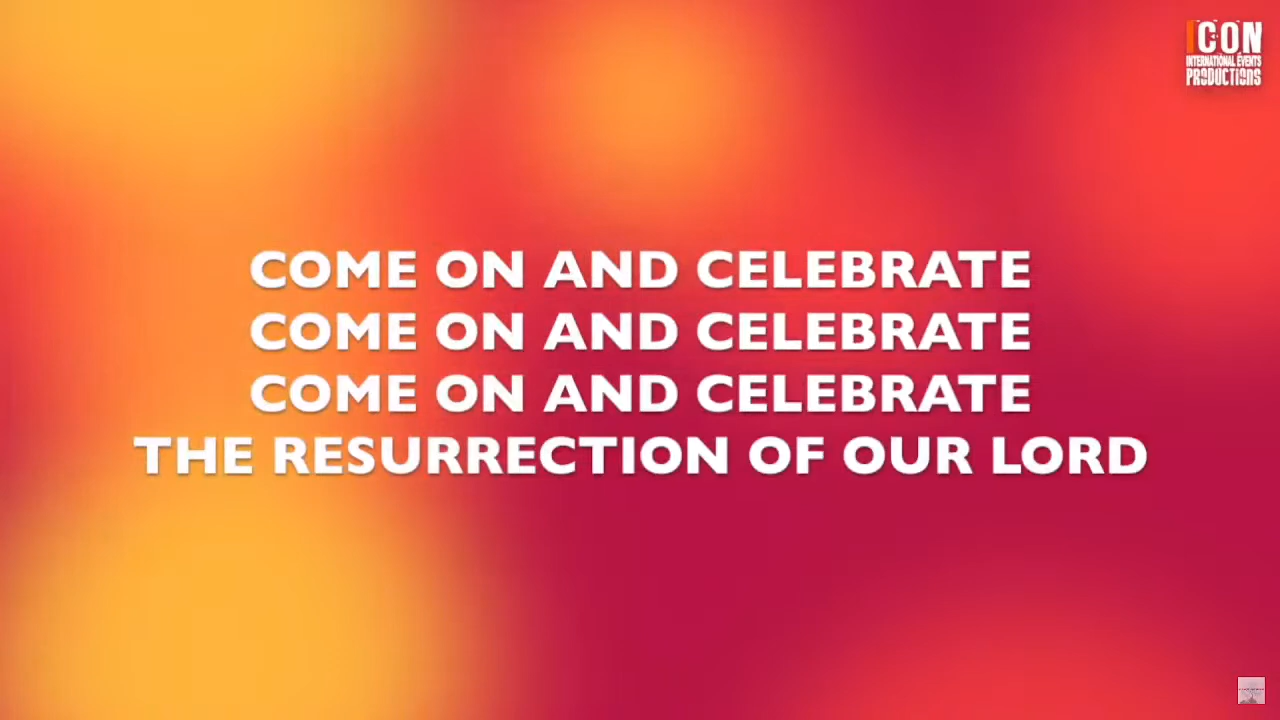 ICON
INTERNATIONAL EVENTS
PRODUCTIONS
COME ON AND CELEBRATE
COME ON AND CELEBRATE
COME ON AND CELEBRATE
THE RESURRECTION OF OUR LORD